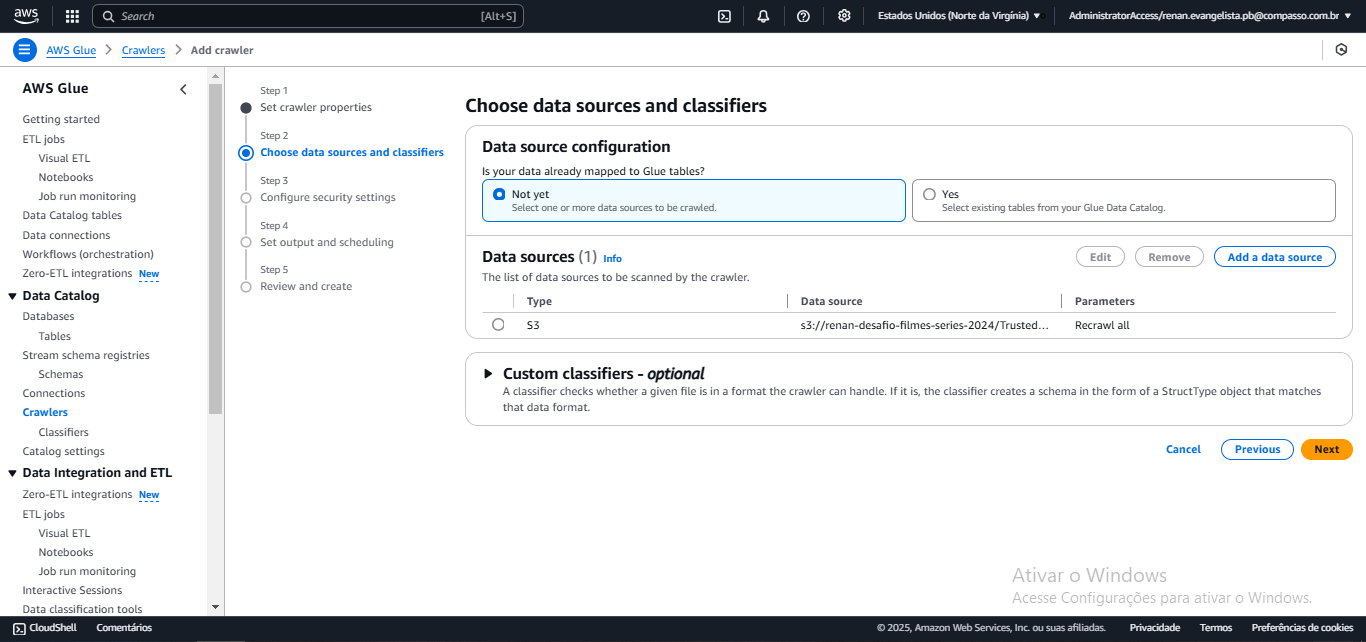 aws
Search [Alt+S]
Estados Unidos (Norte da Virgínia)
AdministratorAccess/renan.evangelista.pb@compasso.com.br
AWS Glue
Crawlers
Add crawler
AWS Glue
Getting started
ETL jobs
Visual ETL
Notebooks
Job run monitoring
Data Catalog tables
Data connections
Workflows (orchestration)
Zero-ETL integrations New
Data Catalog
Databases
Tables
Stream schema registries
Schemas
Connections
Crawlers
Classifiers
Catalog settings
Data Integration and ETL
Zero-ETL integrations New
ETL jobs
Visual ETL
Notebooks
Job run monitoring
Interactive Sessions
Data classification tools
Step 1
Set crawler properties
Step 2
Choose data sources and classifiers
Step 3
Configure security settings
Step 4
Set output and scheduling
Step 5
Review and create
Choose data sources and classifiers
Data source configuration
Is your data already mapped to Glue tables?
Not yet
Select one or more data sources to be crawled.
Yes
Select existing tables from your Glue Data Catalog.
Data sources (1) Info
Edit Remove Add a data source
The list of data sources to be scanned by the crawler.
Type Data source Parameters
S3 s3://renan-desafio-filmes-series-2024/Trusted... Recrawl all
Custom classifiers - optional
A classifier checks whether a given file is in a format the crawler can handle. If it is, the classifier creates a schema in the form of a StructType object that matches
that data format.
Cancel Previous Next
Ativar o Windows
Acesse Configurações para ativar o Windows.
CloudShell Comentários
© 2025, Amazon Web Services, Inc. ou suas afiliadas. Privacidade Termos Preferências de cookies